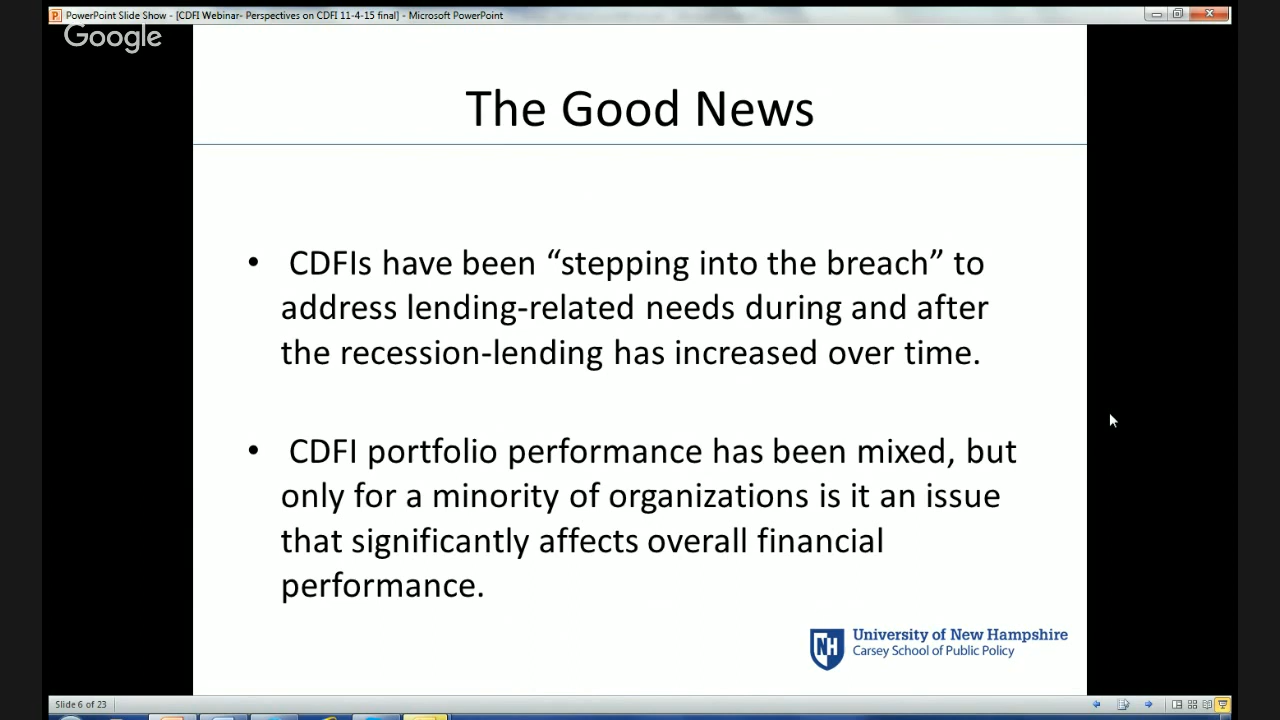 PowerPoint Slide Show - [CDFI Webinar- Perspectives on CDFI 11-4-15 final] - Microsoft PowerPoint
Google
The Good News
• CDFIs have been “stepping into the breach” to
address lending-related needs during and after
the recession-lending has increased over time.
• CDFI portfolio performance has been mixed, but
only for a minority of organizations is it an issue
that significantly affects overall financial
performance.
NH
University of New Hampshire
Carsey School of Public Policy
Slide 6 of 23